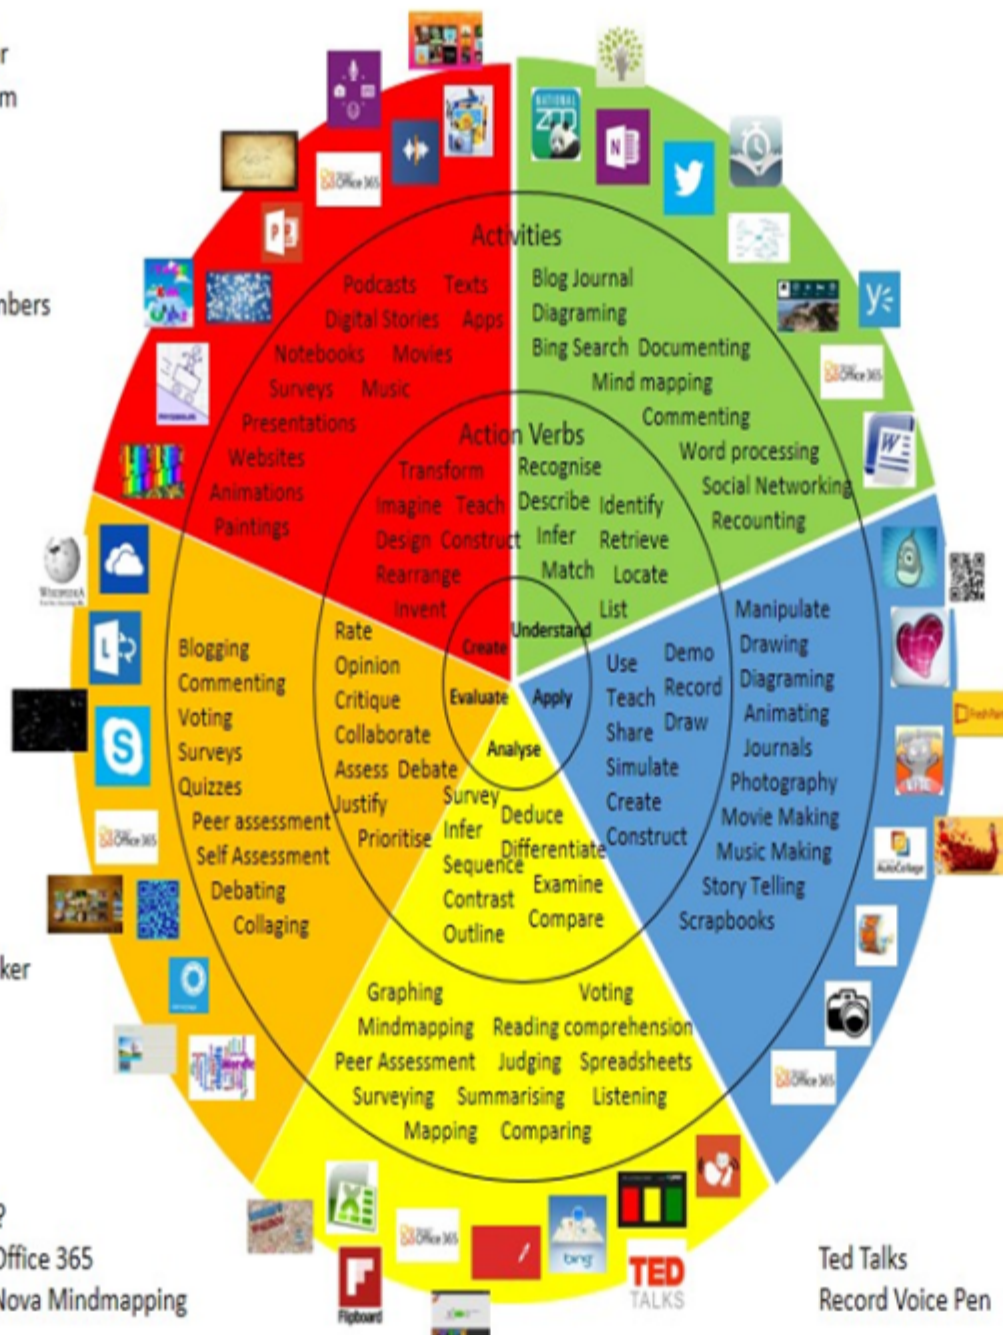 r
m
nbers
ker
?
Office 365
Nova Mindmapping
Ted Talks
Record Voice Pen
Activities
Podcasts Texts
Digital Stories Apps
Notebooks Movies
Surveys Music
Presentations
Websites
Animations
Paintings
Action Verbs
Transform
Imagine Teach
Design Construct
Rearrange
Invent
Create
Blog Journal
Diagraming
Bing Search Documenting
Mind mapping
Commenting
Word processing
Social Networking
Recounting
Recognise
Describe Identify
Infer Retrieve
Match Locate
List
Understand
Manipulate
Drawing
Diagraming
Animating
Journals
Photography
Movie Making
Music Making
Story Telling
Scrapbooks
Use Demo
Teach Record
Share Draw
Simulate
Create
Construct
Apply
Analyse
Survey Deduce
Infer Differentiate
Sequence
Contrast Examine
Outline Compare
Graphing Voting
Mindmapping Reading comprehension
Peer Assessment Judging Spreadsheets
Surveying Summarising Listening
Mapping Comparing
Evaluate
Rate
Opinion
Critique
Collaborate
Assess Debate
Justify
Prioritise
Blogging
Commenting
Voting
Surveys
Quizzes
Peer assessment
Self Assessment
Debating
Collaging
Office 365
P
NATIONAL
ZOO
N
y
Office 365
W
FreshPaint
AutoCollage
Office 365
TED
TALKS
bing
Office 365
X
Flipboard
Office 365
S
L
WIKIPEDIA